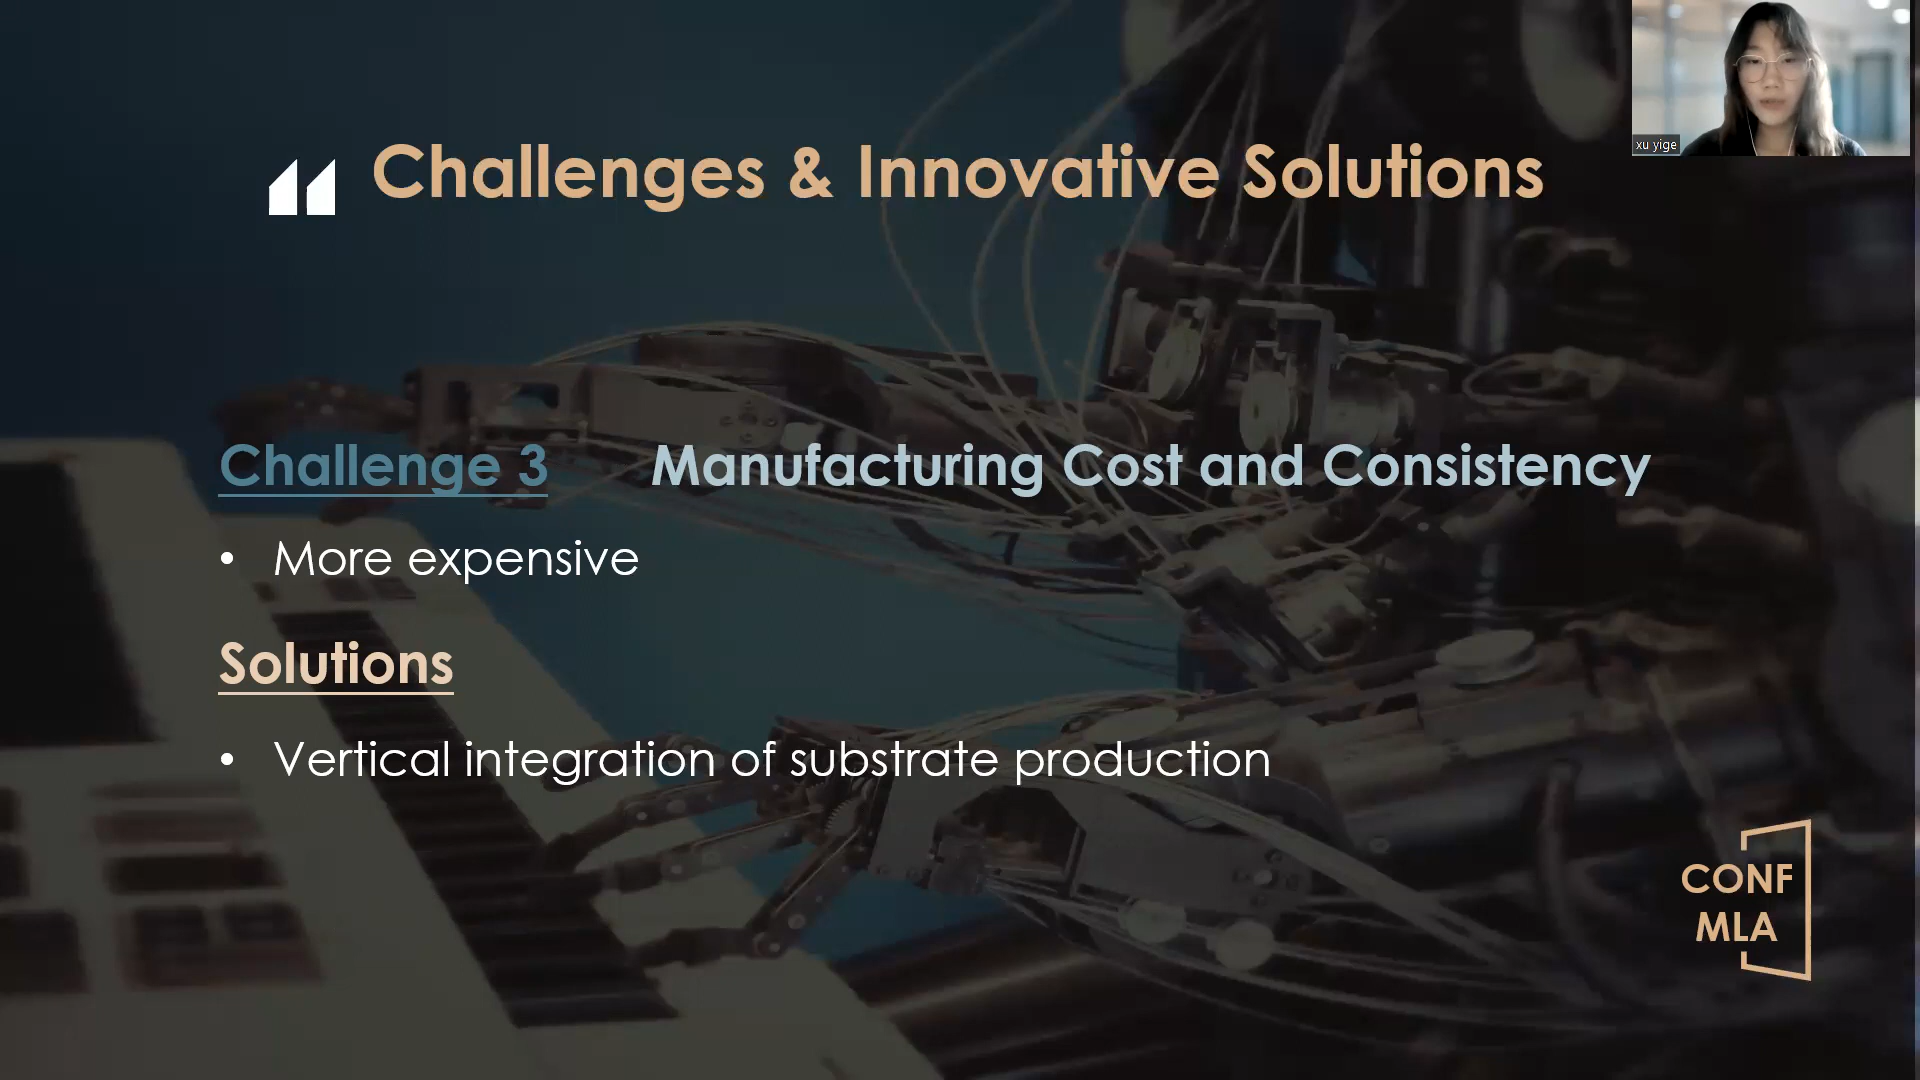 xu yige
Challenges & Innovative Solutions
Challenge 3 Manufacturing Cost and Consistency
• More expensive
Solutions
• Vertical integration of substrate production
CONF
MLA